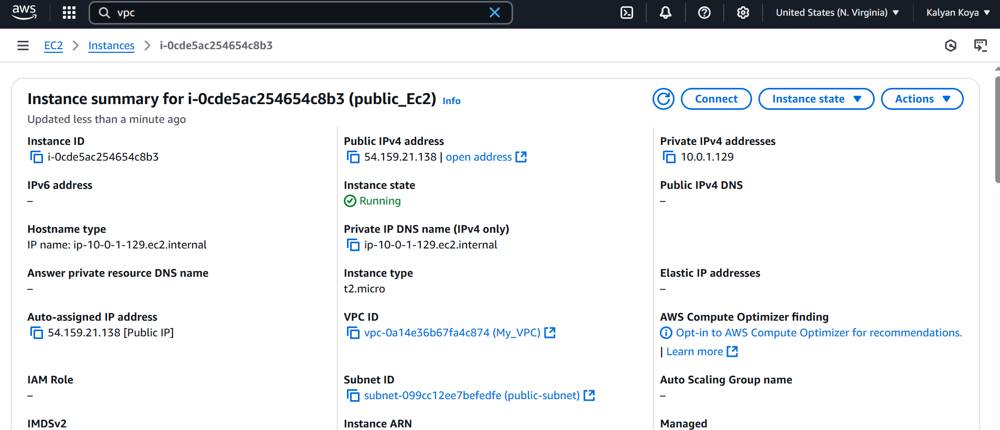 aws
vpc
United States (N. Virginia)
Kalyan Koya
EC2
Instances
i-0cde5ac254654c8b3
Instance summary for i-0cde5ac254654c8b3 (public_Ec2) Info
Connect
Instance state
Actions
Updated less than a minute ago
Instance ID
i-0cde5ac254654c8b3
Public IPv4 address
54.159.21.138 | open address
Private IPv4 addresses
10.0.1.129
IPv6 address
–
Instance state
Running
Public IPv4 DNS
–
Hostname type
IP name: ip-10-0-1-129.ec2.internal
Private IP DNS name (IPv4 only)
ip-10-0-1-129.ec2.internal
Answer private resource DNS name
–
Instance type
t2.micro
Elastic IP addresses
–
Auto-assigned IP address
54.159.21.138 [Public IP]
VPC ID
vpc-0a14e36b67fa4c874 (My_VPC)
AWS Compute Optimizer finding
Opt-in to AWS Compute Optimizer for recommendations.
| Learn more
IAM Role
–
Subnet ID
subnet-099cc12ee7befedfe (public-subnet)
Auto Scaling Group name
–
IMDSv2
Instance ARN
Managed